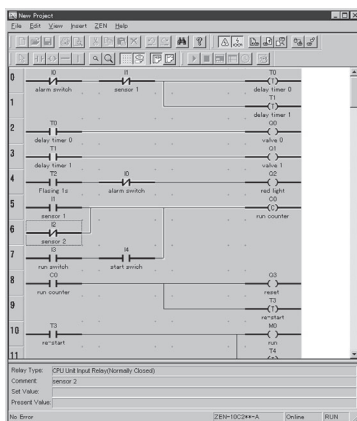 New Project
File Edit View Insert ZEN Help
0 I0 I1 T0
alarm switch sensor 1 (T) delay timer 0
1 T1
(T)
delay timer 1
2 T0 Q0
delay timer 0 valve 0
3 T1 Q1
delay timer 1 valve 1
4 T2 I0 Q2
Flazing 1s alarm switch red light
5 I1 C0
sensor 1 (C) run counter
6 I2
sensor 2
7 I3 I4
run switch start swich
8 C0 Q3
run counter reset
9 T3
(T)
re-start
10 T3 M0
re-start run
11 T4
Relay Type: CPU Unit Input Relay(Normally Closed)
Comment: sensor 2
Set Value:
Present Value:
No Error ZEN-10C2**-A Online RUN